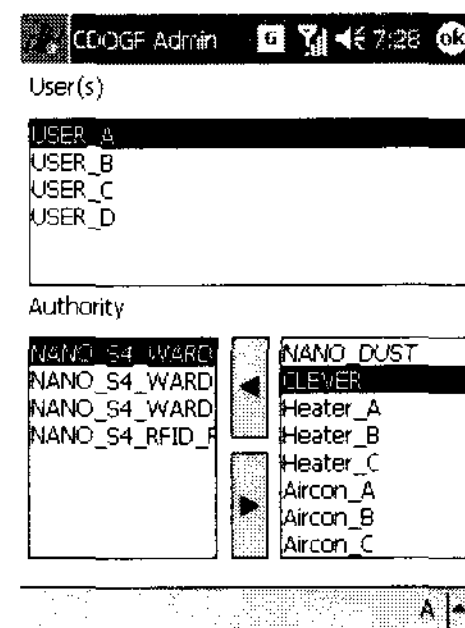 CDOGF Admin G 7:28 ok
User(s)
USER_A
USER_B
USER_C
USER_D
Authority
NANO_S4_WARD
NANO_S4_WARD
NANO_S4_WARD
NANO_S4_RFID_F
NANO_DUST
CLEVER
Heater_A
Heater_B
Heater_C
Aircon_A
Aircon_B
Aircon_C
A